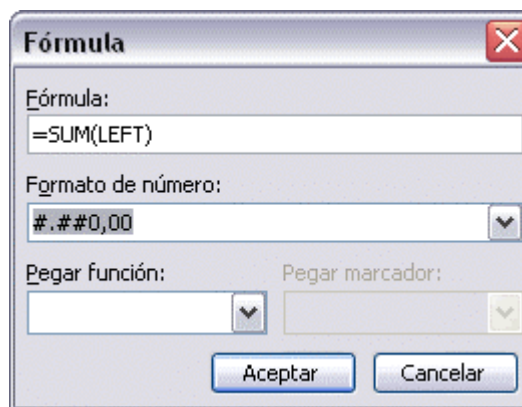 Fórmula
Fórmula:
=SUM(LEFT)
Formato de número:
#.##0,00
Pegar función: Pegar marcador:
Aceptar Cancelar